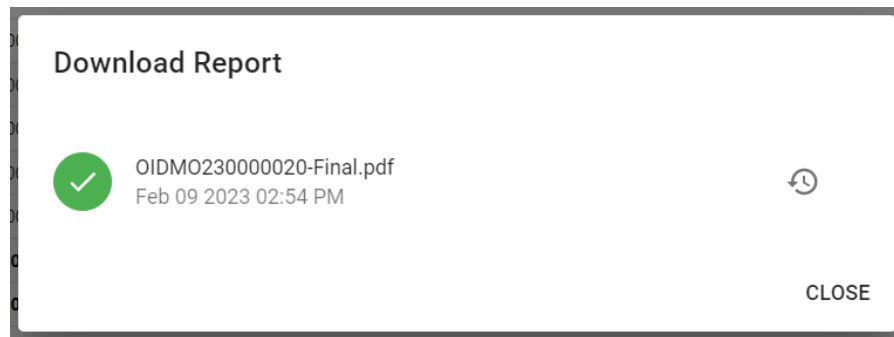 Download Report
OIDMO230000020-Final.pdf
Feb 09 2023 02:54 PM
CLOSE